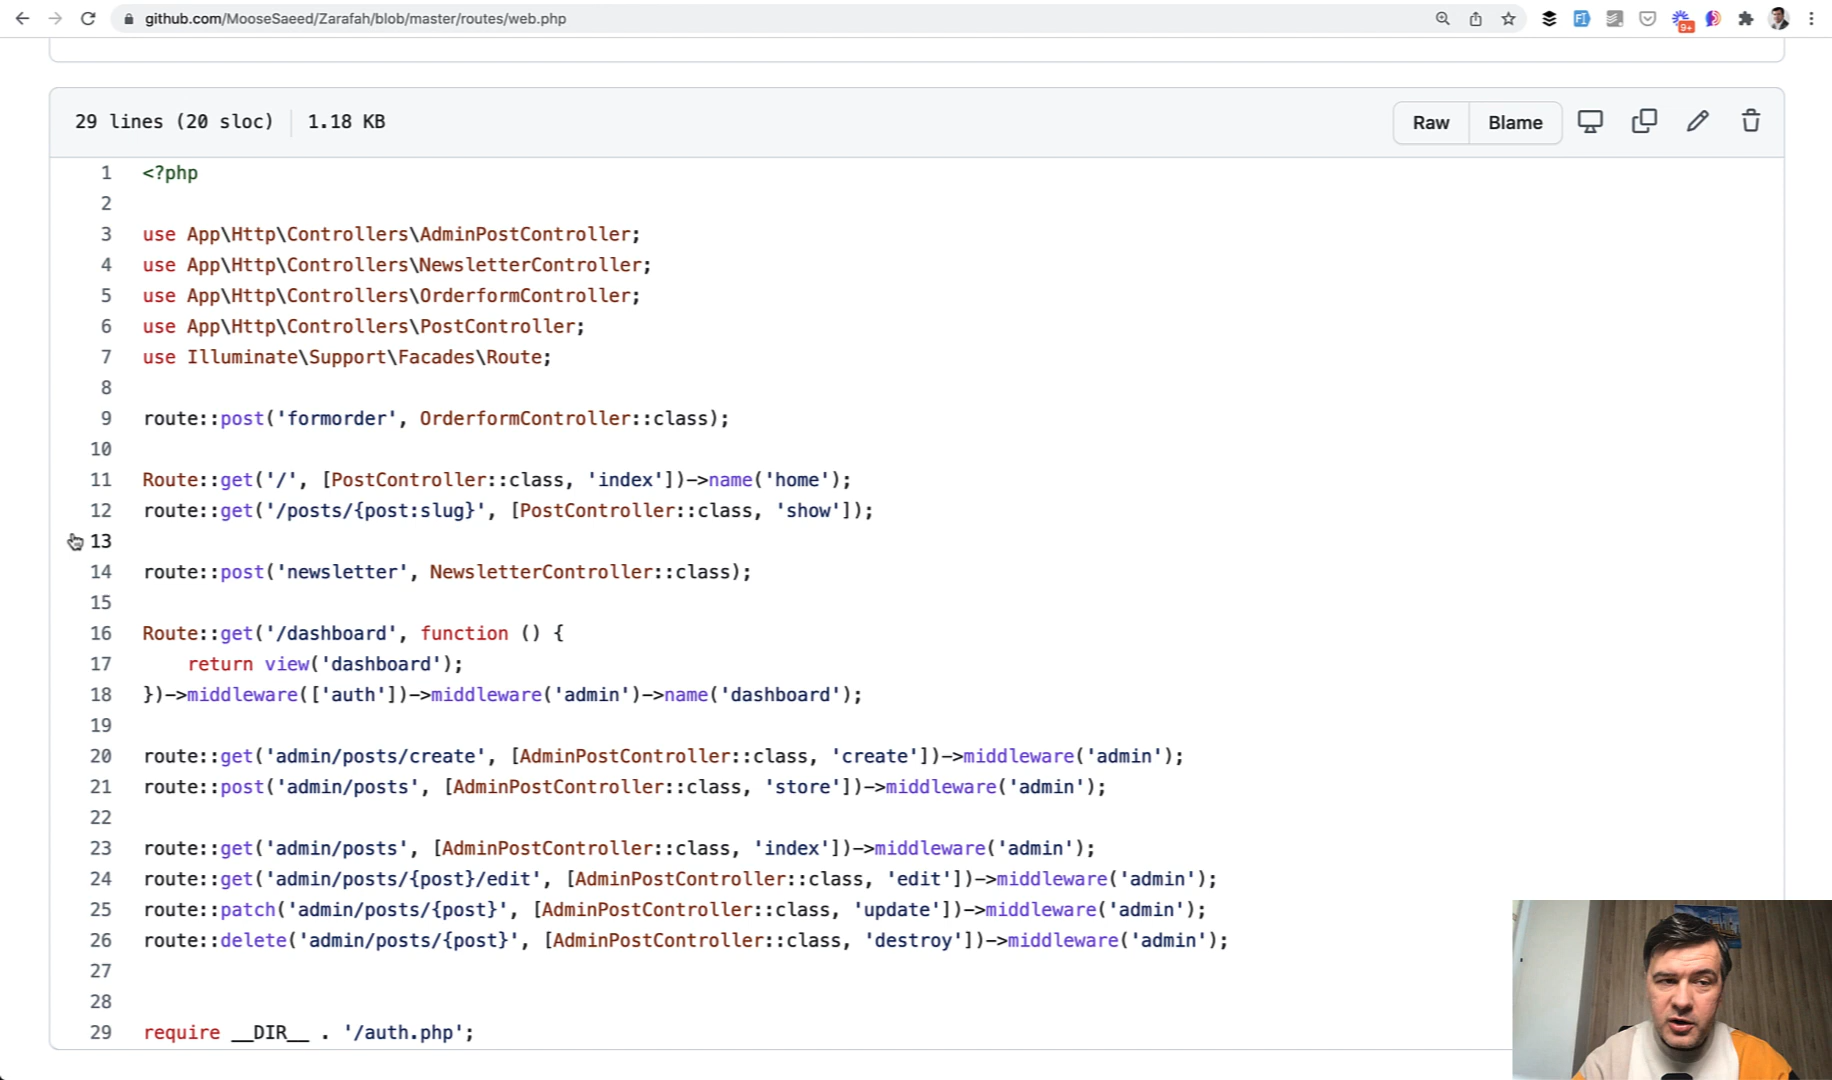 github.com/MooseSaeed/Zarafah/blob/master/routes/web.php
9+
29 lines (20 sloc) 1.18 KB
Raw Blame
1 <?php
2
3 use App\Http\Controllers\AdminPostController;
4 use App\Http\Controllers\NewsletterController;
5 use App\Http\Controllers\OrderformController;
6 use App\Http\Controllers\PostController;
7 use Illuminate\Support\Facades\Route;
8
9 route::post('formorder', OrderformController::class);
10
11 Route::get('/', [PostController::class, 'index'])->name('home');
12 route::get('/posts/{post:slug}', [PostController::class, 'show']);
13
14 route::post('newsletter', NewsletterController::class);
15
16 Route::get('/dashboard', function () {
17     return view('dashboard');
18 })->middleware(['auth'])->middleware('admin')->name('dashboard');
19
20 route::get('admin/posts/create', [AdminPostController::class, 'create'])->middleware('admin');
21 route::post('admin/posts', [AdminPostController::class, 'store'])->middleware('admin');
22
23 route::get('admin/posts', [AdminPostController::class, 'index'])->middleware('admin');
24 route::get('admin/posts/{post}/edit', [AdminPostController::class, 'edit'])->middleware('admin');
25 route::patch('admin/posts/{post}', [AdminPostController::class, 'update'])->middleware('admin');
26 route::delete('admin/posts/{post}', [AdminPostController::class, 'destroy'])->middleware('admin');
27
28
29 require __DIR__ . '/auth.php';